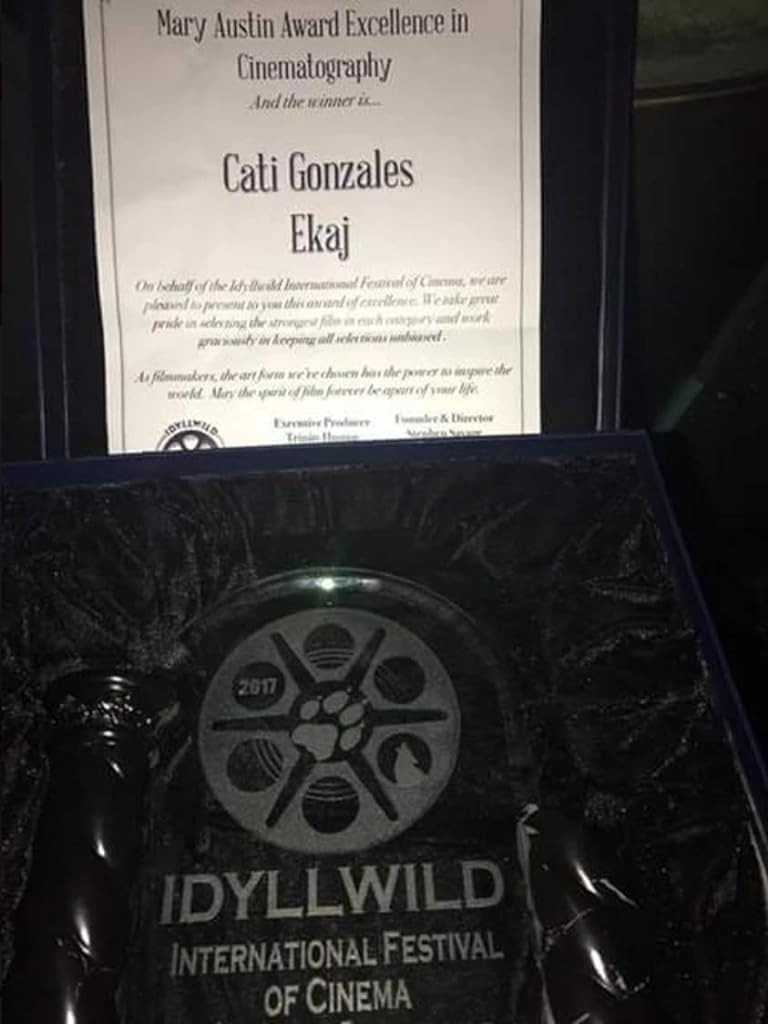 Mary Austin Award Excellence in
Cinematography
And the winner is...
Cati Gonzales
Ekaj
On behalf of the Idyllwild International Festival of Cinema, we are
pleased to present to you this award of excellence. We take great
pride in selecting the strongest film in each category and work
graciously in keeping all selections unbiased.
As filmmakers, the art form we've chosen has the power to inspire the
world. May the spirit of film forever be apart of your life.
IDYLLWILD
Executive Producer
Founder & Director
Stephen Savage
2017
IDYLLWILD
INTERNATIONAL FESTIVAL
OF CINEMA